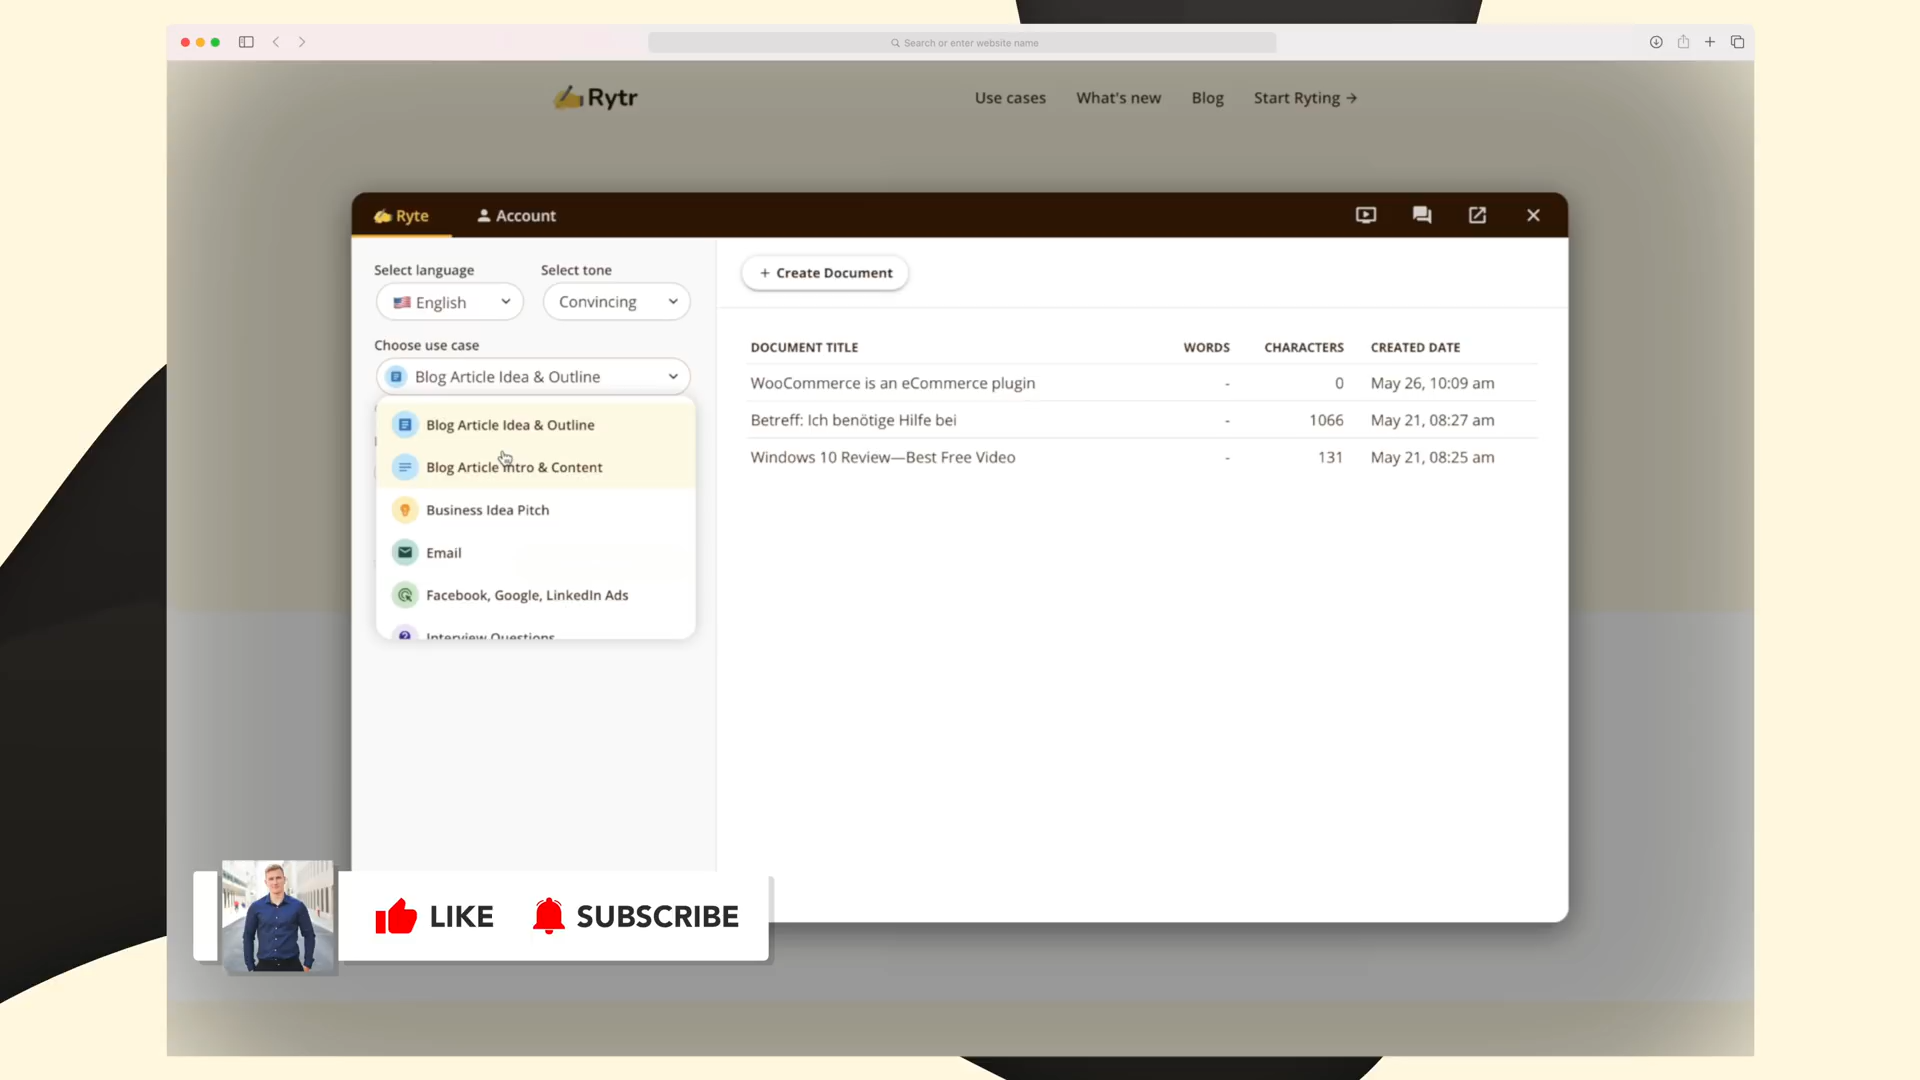 Search or enter website name
Rytr
Use cases
What's new
Blog
Start Ryting →
Ryte
Account
Select language
Select tone
English
Convincing
Choose use case
Blog Article Idea & Outline
Blog Article Idea & Outline
Blog Article Intro & Content
Business Idea Pitch
Email
Facebook, Google, LinkedIn Ads
Interview Questions
+ Create Document
DOCUMENT TITLE WORDS CHARACTERS CREATED DATE
WooCommerce is an eCommerce plugin - 0 May 26, 10:09 am
Betreff: Ich benötige Hilfe bei - 1066 May 21, 08:27 am
Windows 10 Review—Best Free Video - 131 May 21, 08:25 am
LIKE
SUBSCRIBE